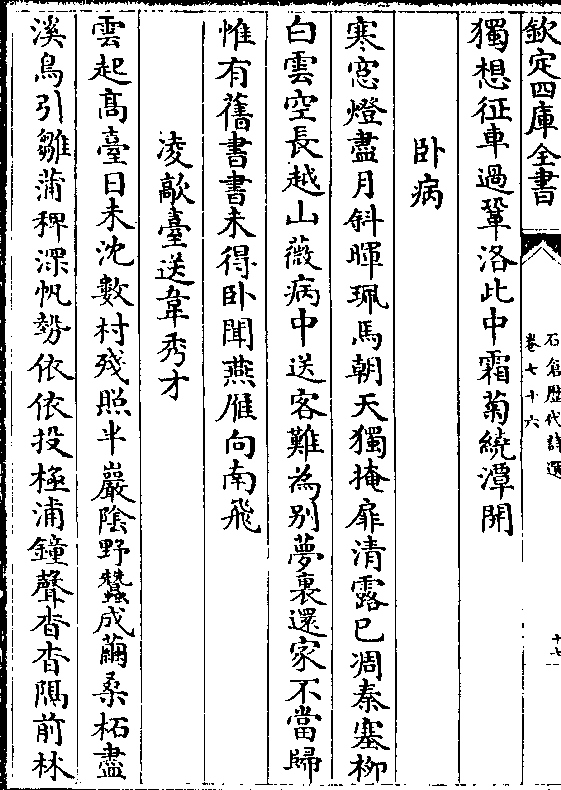 欽定四庫全書
石倉歴代詩選
卷七十六
十七
獨想征車過鞏洛此中霜菊繞潭開
卧病
寒窓燈盡月斜暉珮馬朝天獨掩扉清露已凋秦塞柳
白雲空長越山薇病中送客難為别夢裏還家不當歸
惟有舊書書未得卧聞燕雁向南飛
凌歊臺送韋秀才
雲起髙臺日未沈數村殘照半巖陰野蠶成繭桑柘盡
溪鳥引雛蒲稗深帆勢依依投極浦鐘聲杳杳隔前林